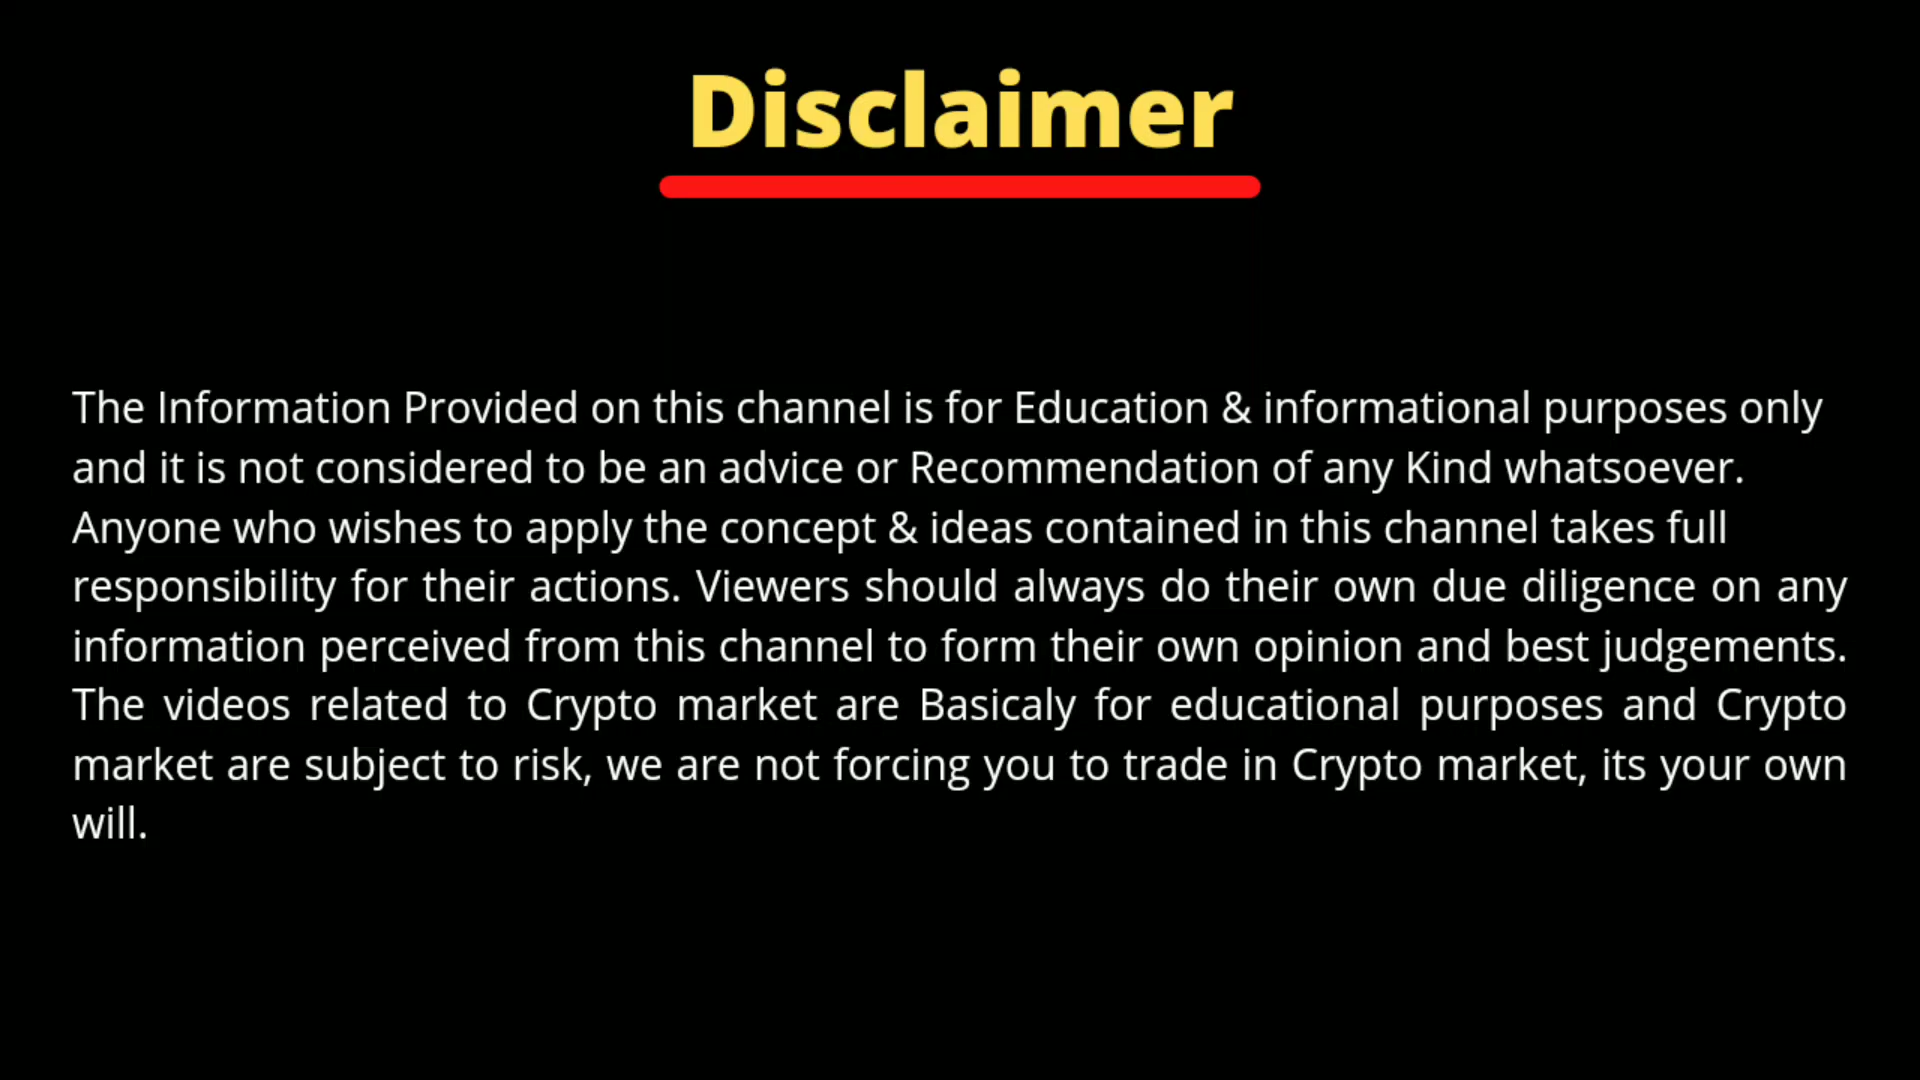 Disclaimer
The Information Provided on this channel is for Education & informational purposes only
and it is not considered to be an advice or Recommendation of any Kind whatsoever.
Anyone who wishes to apply the concept & ideas contained in this channel takes full
responsibility for their actions. Viewers should always do their own due diligence on any
information perceived from this channel to form their own opinion and best judgements.
The videos related to Crypto market are Basicaly for educational purposes and Crypto
market are subject to risk, we are not forcing you to trade in Crypto market, its your own
will.